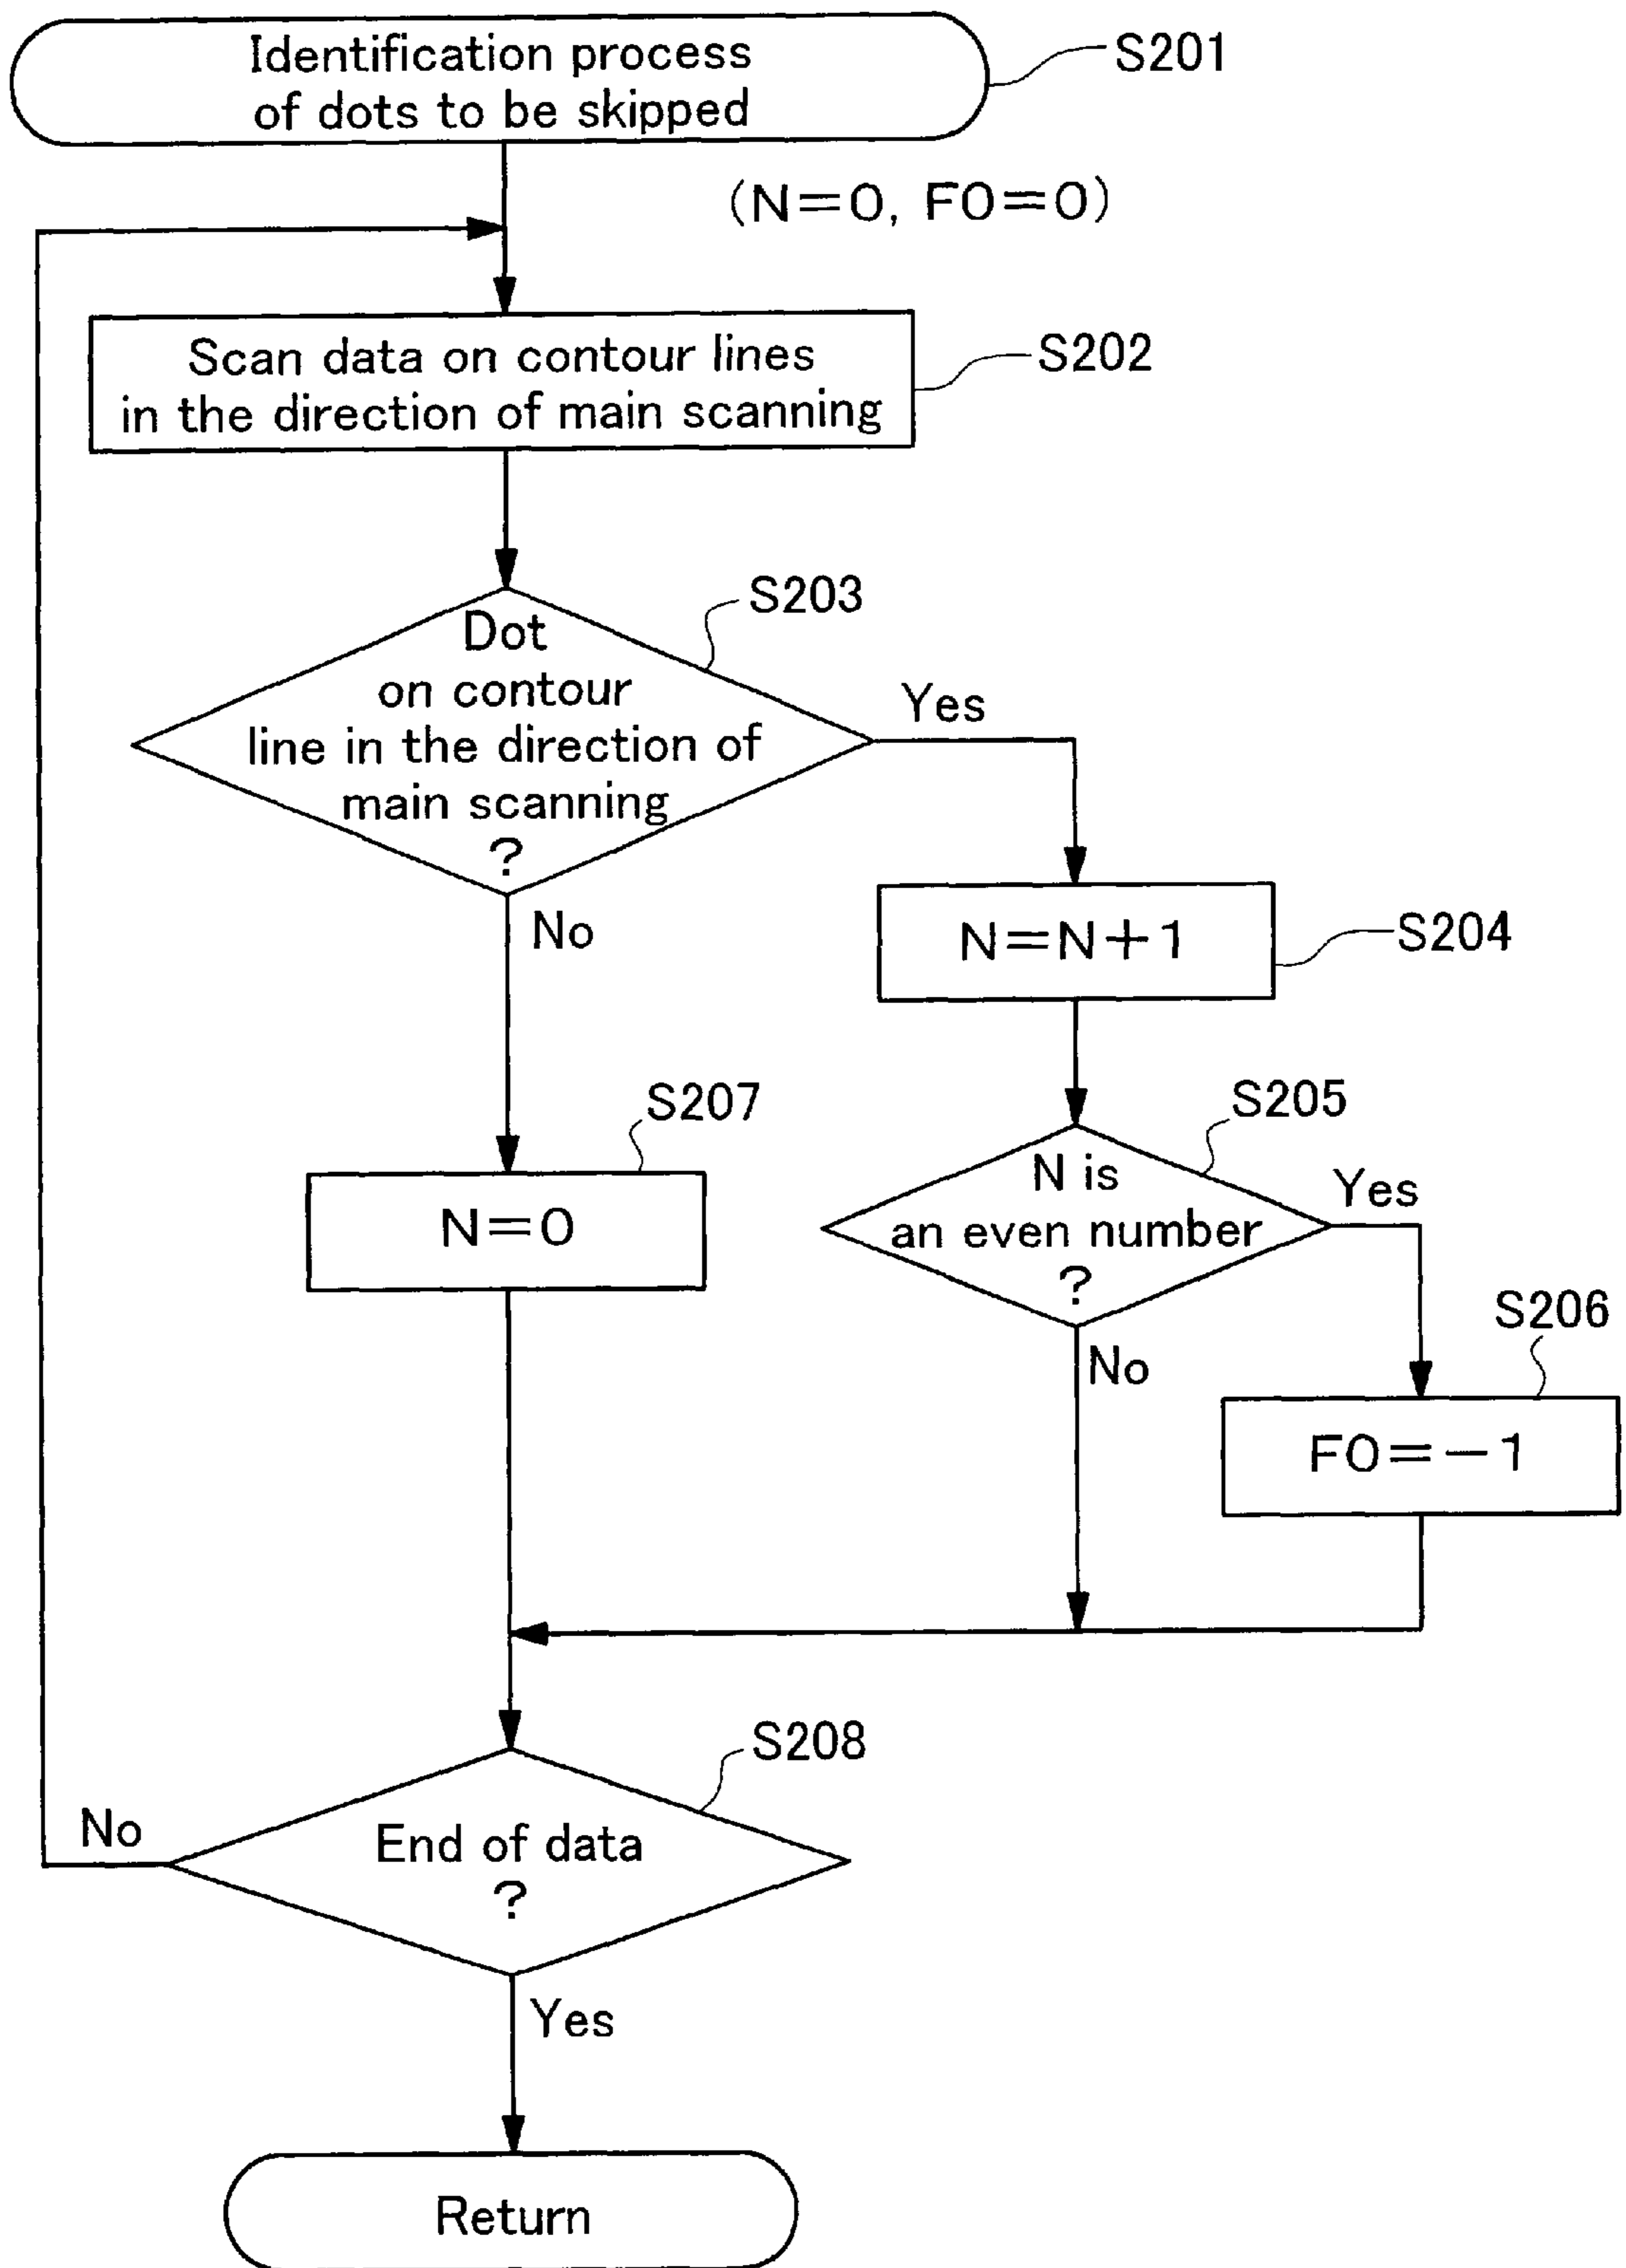 Identification process
of dots to be skipped
S201
(N=0, F0=0)
Scan data on contour lines
in the direction of main scanning
S202
S203
Dot
on contour
line in the direction of
main scanning
?
Yes
No
N=N+1
S204
S207
N=0
S205
N is
an even number
?
Yes
No
S206
F0=-1
S208
End of data
?
No
Yes
Return